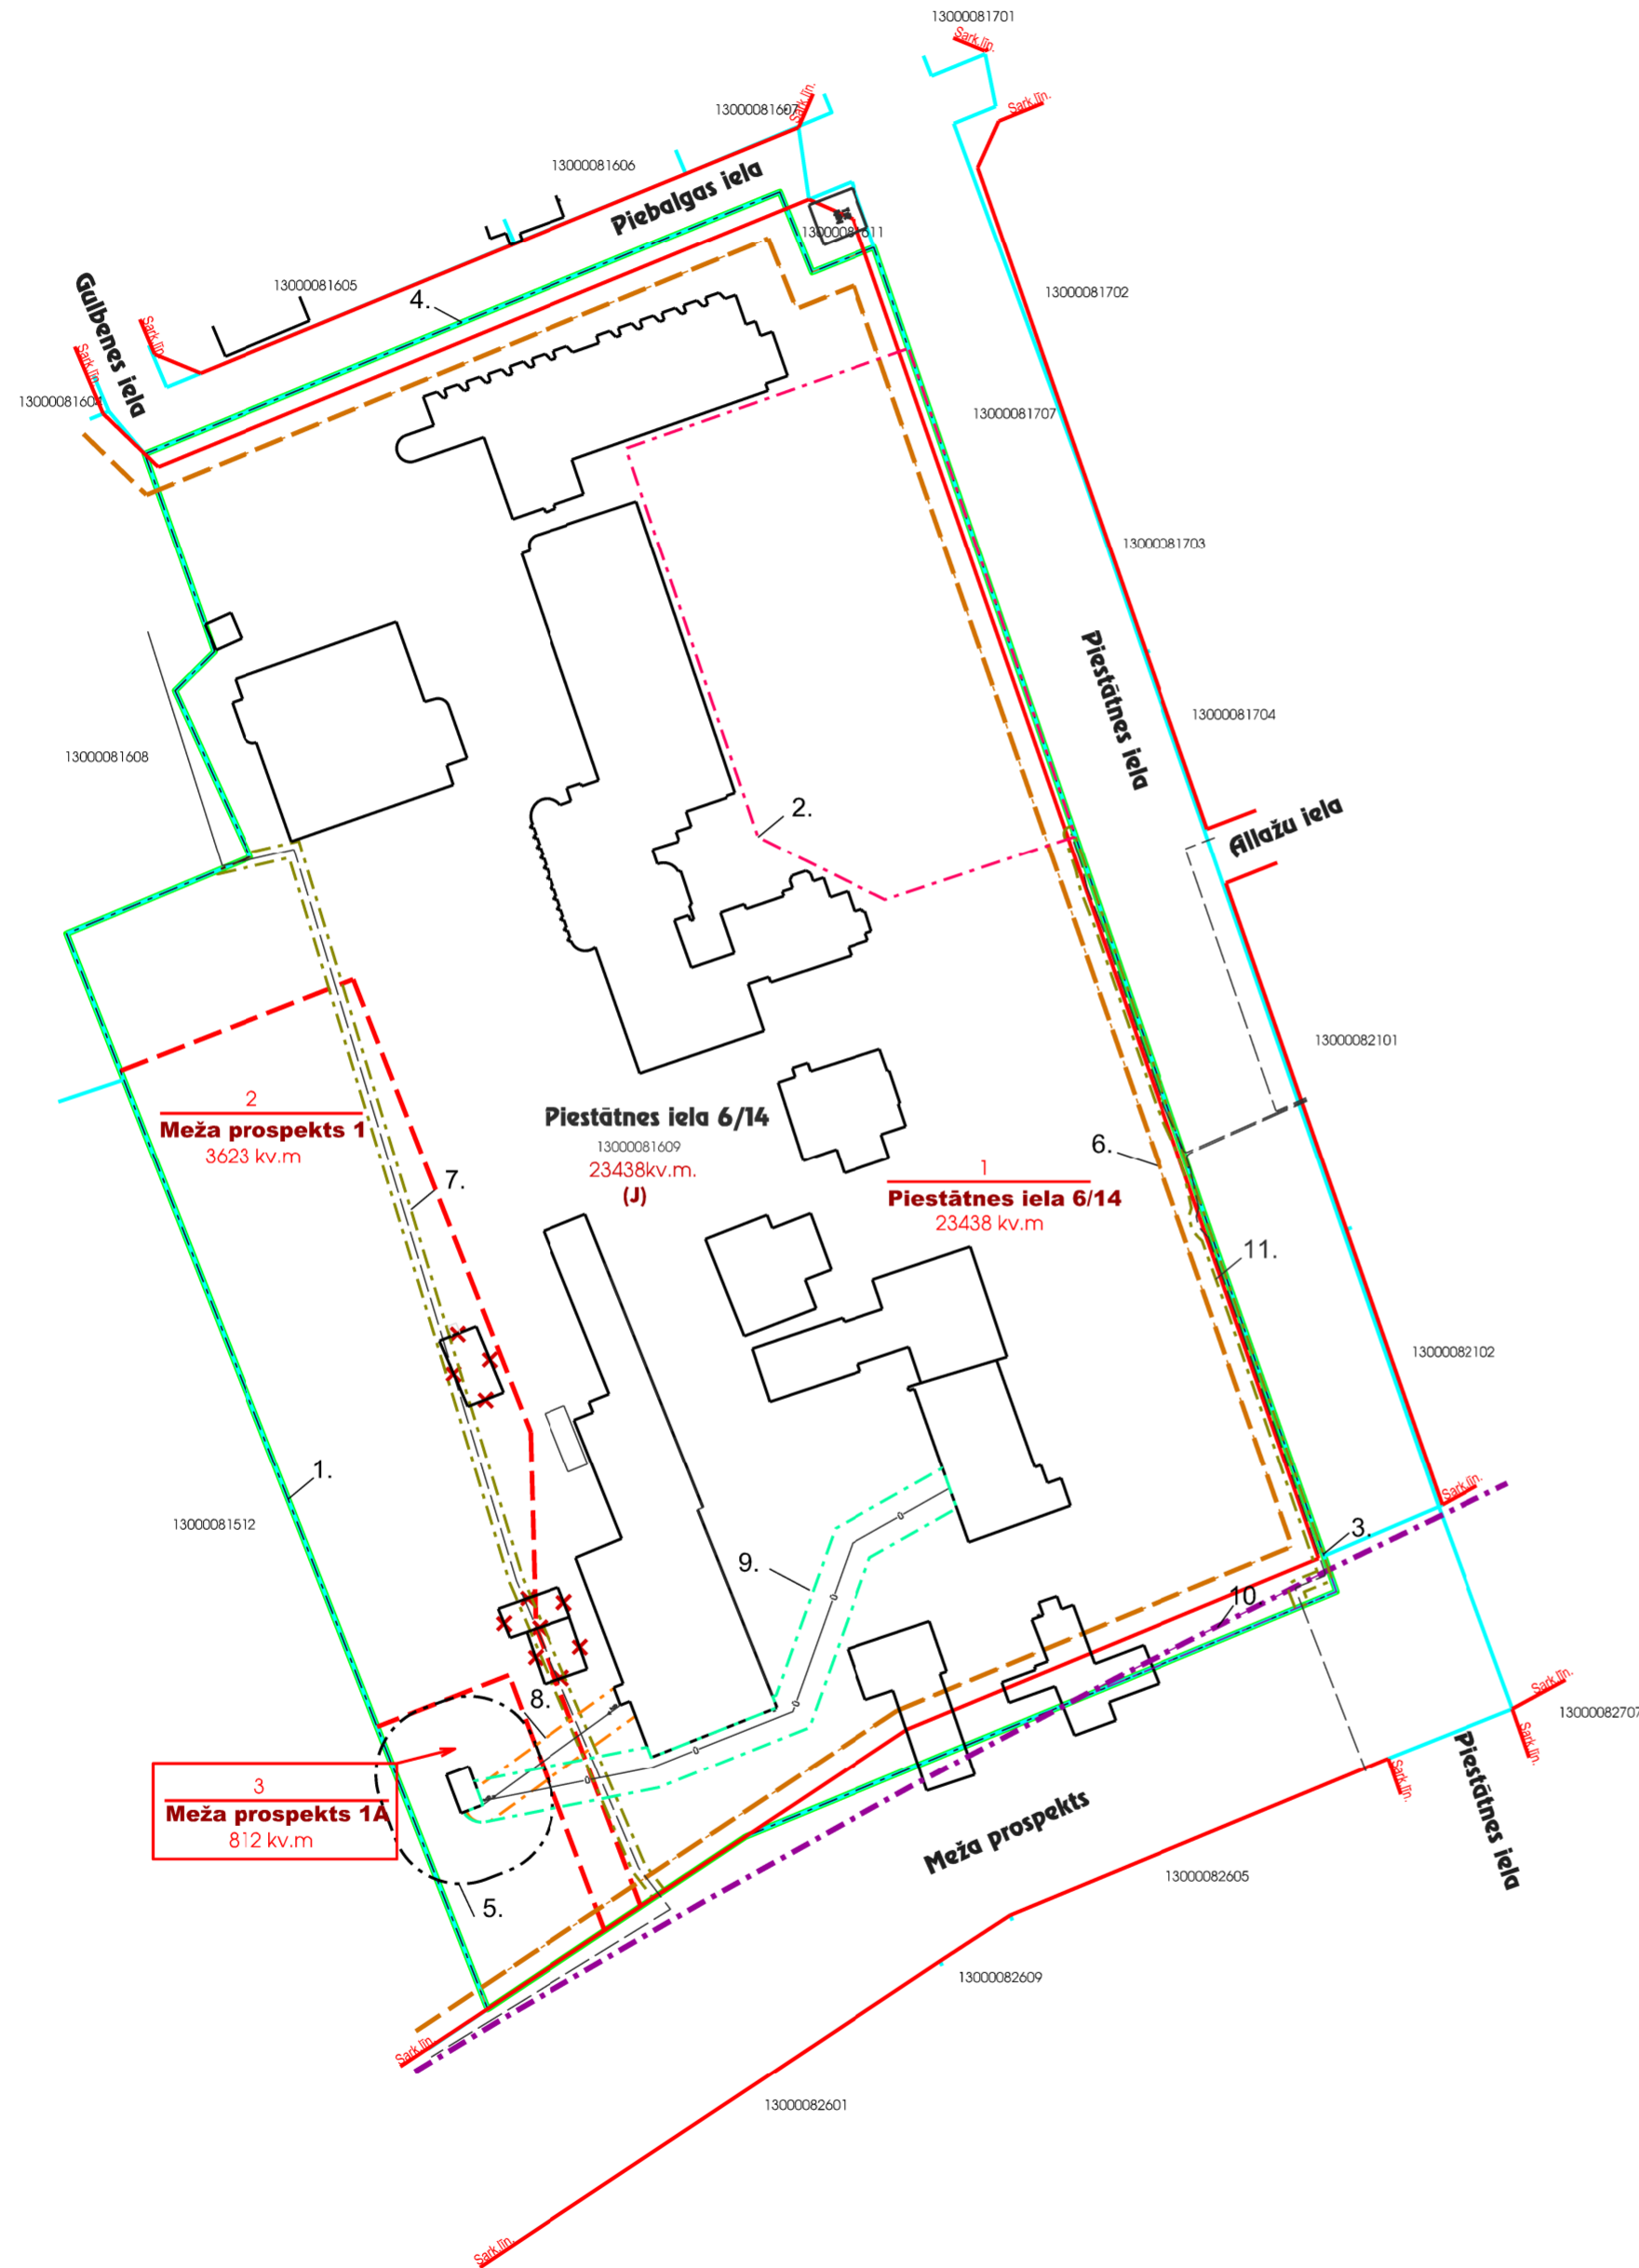 13000081701
Sark.līn.
Sark.līn.
13000081607
Sark.līn.
13000081606
Piebalgas iela
13000081611
Gulbenes iela
13000081605
4.
13000081702
Sark.līn.
Sark.līn.
13000081604
13000081707
13000081703
Piestātnes iela
13000081704
13000081608
2.
Allažu iela
13000082101
2
Meža prospekts 1
3623 kv.m
Piestātnes iela 6/14
13000081609
23438kv.m.
(J)
6.
1
Piestātnes iela 6/14
23438 kv.m
7.
11.
13000082102
1.
Sark.līn.
13000081512
3.
9.
10
8.
Sark.līn.
13000082707
Sark.līn.
Piestātnes iela
Sark.līn.
3
Meža prospekts 1A
812 kv.m
Meža prospekts
13000082605
5.
13000082609
Sark.līn.
13000082601
Sark.līn.